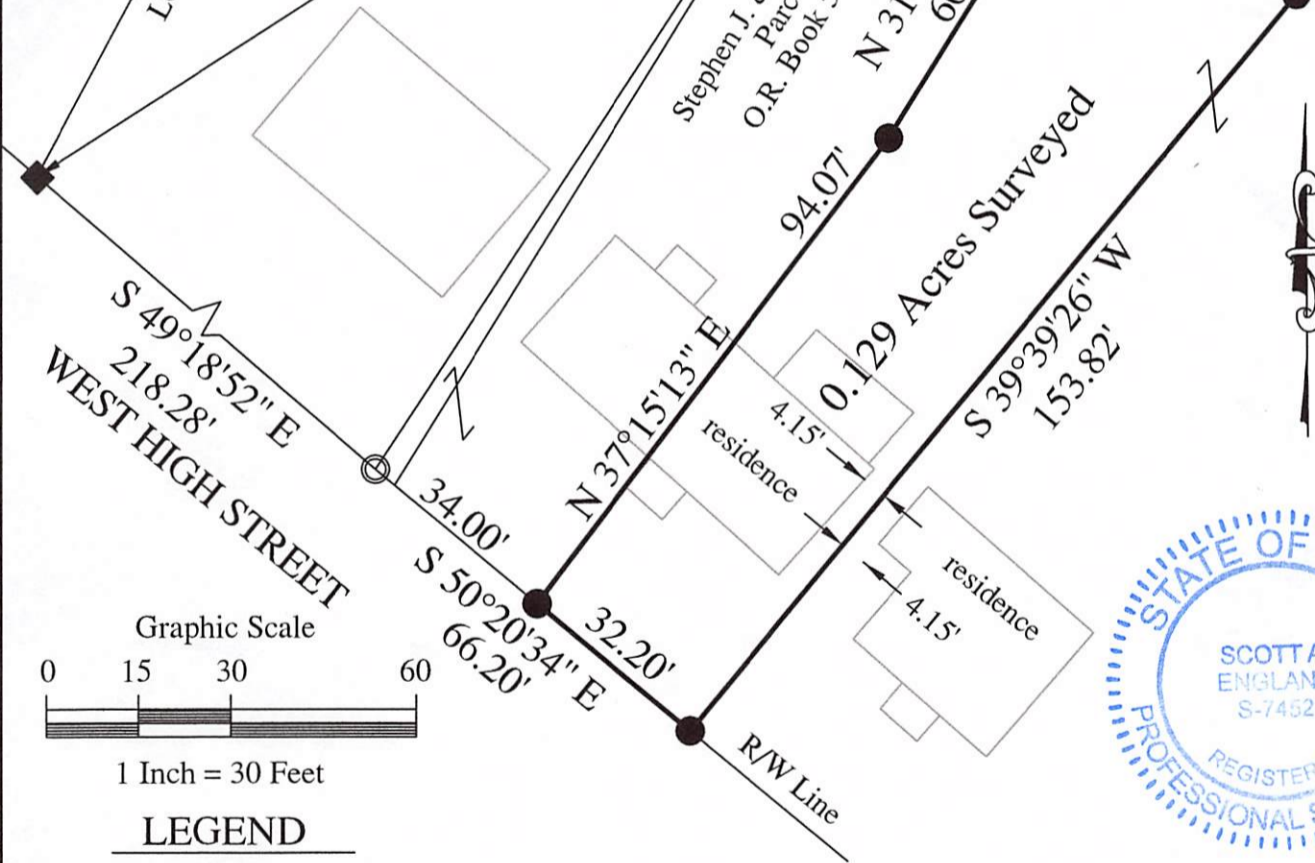 Stephen J.
O.R. Book
N 31°
94.07'
0.129 Acres Surveyed
N 37°15'13" E
S 39°39'26" W
153.82'
4.15'
residence
residence
4.15'
S 49°18'52" E
218.28'
WEST HIGH STREET
34.00'
S 50°20'34" E
66.20'
32.20'
R/W Line
Graphic Scale
0 15 30 60
1 Inch = 30 Feet
LEGEND
STATE OF
SCOTT
S-7452
PROFESSIONAL